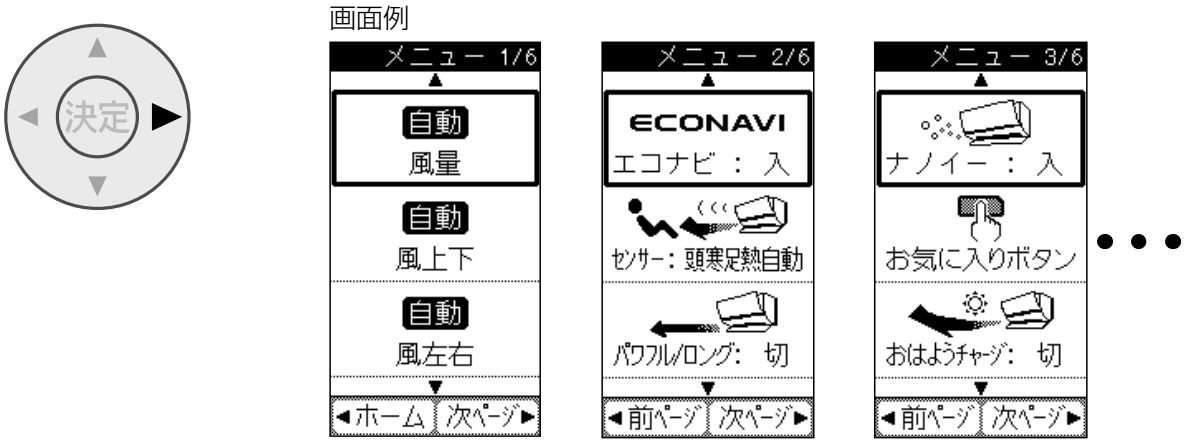 画面例
決定
メニュー 1/6
自動
風量
自動
風上下
自動
風左右
ホーム 次ページ
メニュー 2/6
ECONAVI
エコナビ : 入
センサー: 頭寒足熱自動
パワフル/ロング: 切
前ページ 次ページ
メニュー 3/6
ナノイー : 入
お気に入りボタン
おはようチャージ: 切
前ページ 次ページ